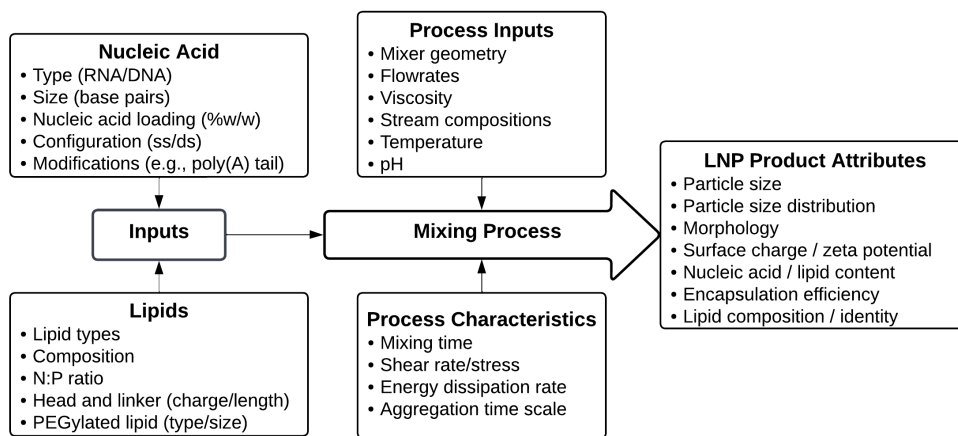 Nucleic Acid
• Type (RNA/DNA)
• Size (base pairs)
• Nucleic acid loading (%w/w)
• Configuration (ss/ds)
• Modifications (e.g., poly(A) tail)
Inputs
Lipids
• Lipid types
• Composition
• N:P ratio
• Head and linker (charge/length)
• PEGylated lipid (type/size)
Process Inputs
• Mixer geometry
• Flowrates
• Viscosity
• Stream compositions
• Temperature
• pH
Mixing Process
Process Characteristics
• Mixing time
• Shear rate/stress
• Energy dissipation rate
• Aggregation time scale
LNP Product Attributes
• Particle size
• Particle size distribution
• Morphology
• Surface charge / zeta potential
• Nucleic acid / lipid content
• Encapsulation efficiency
• Lipid composition / identity